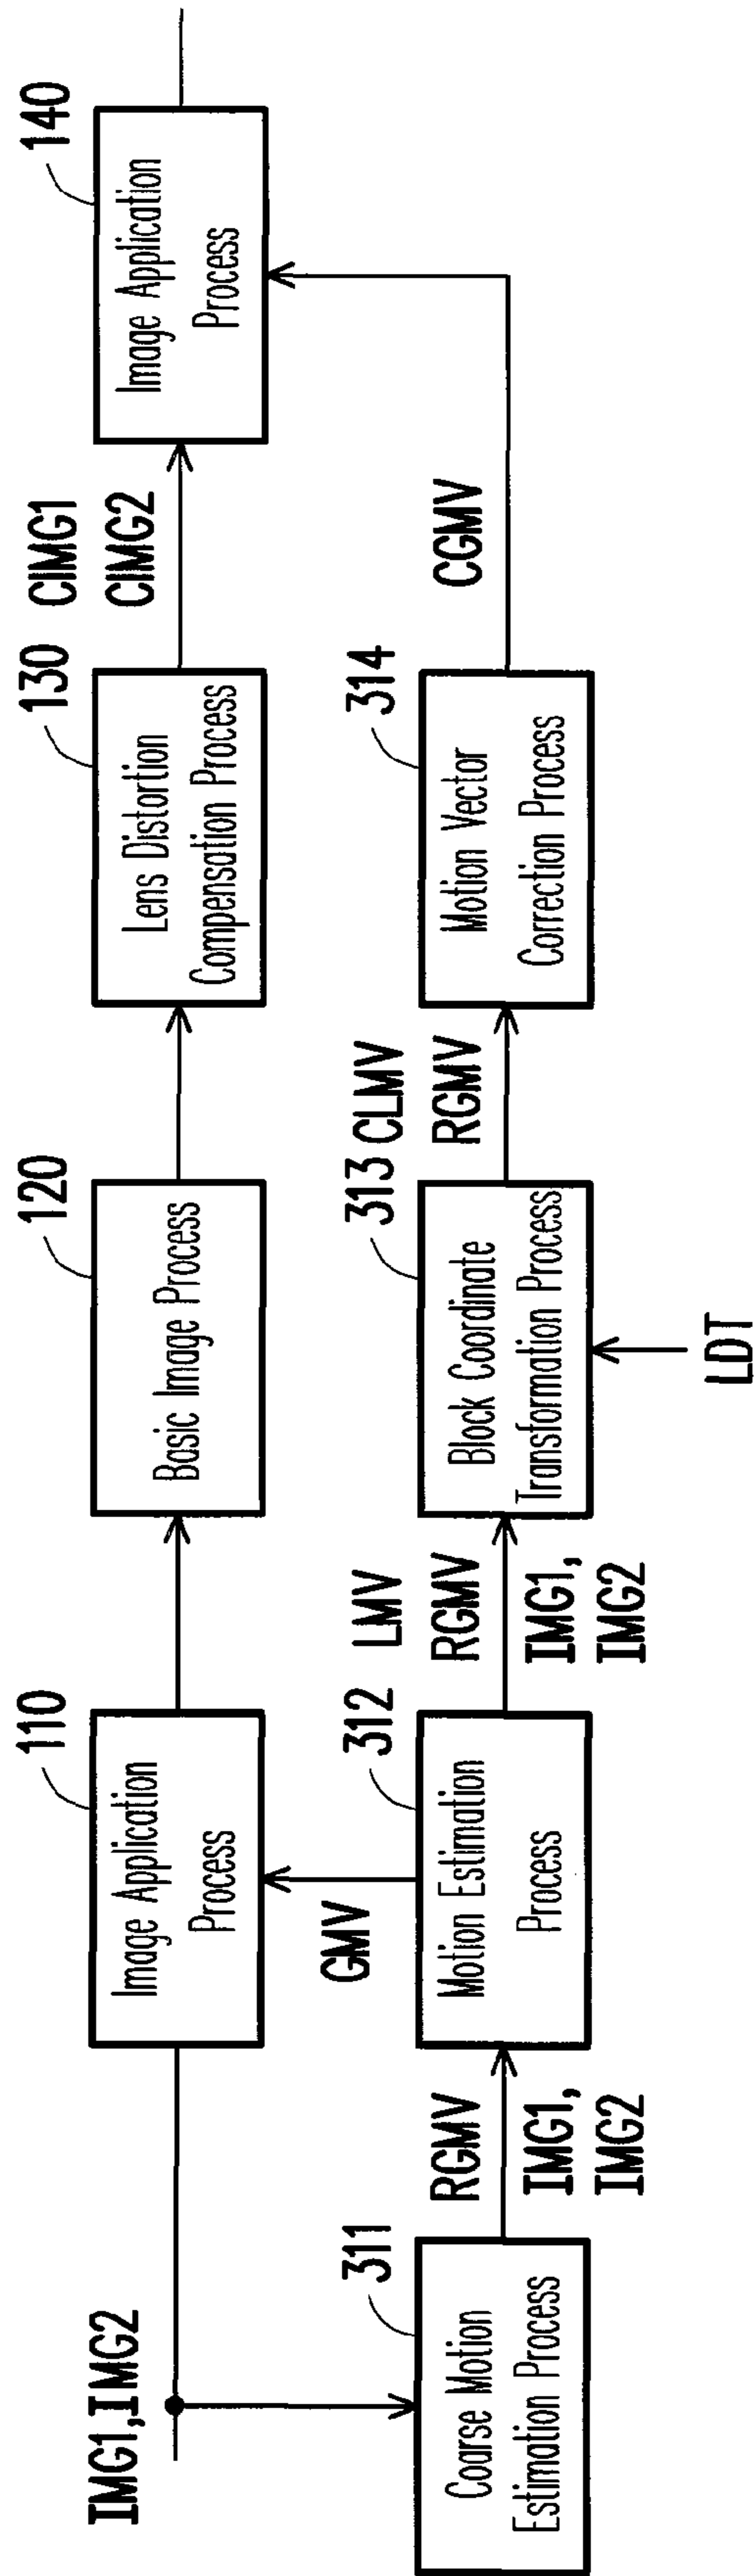 IMG1,IMG2
110
Image Application
Process
120
Basic Image Process
130
Lens Distortion
Compensation Process
CIMG1
CIMG2
140
Image Application
Process
311
Coarse Motion
Estimation Process
RGMV
IMG1,
IMG2
GMV
312
Motion Estimation
Process
LMV
RGMV
IMG1,
IMG2
313
Block Coordinate
Transformation Process
LDT
CLMV
RGMV
314
Motion Vector
Correction Process
CGMV